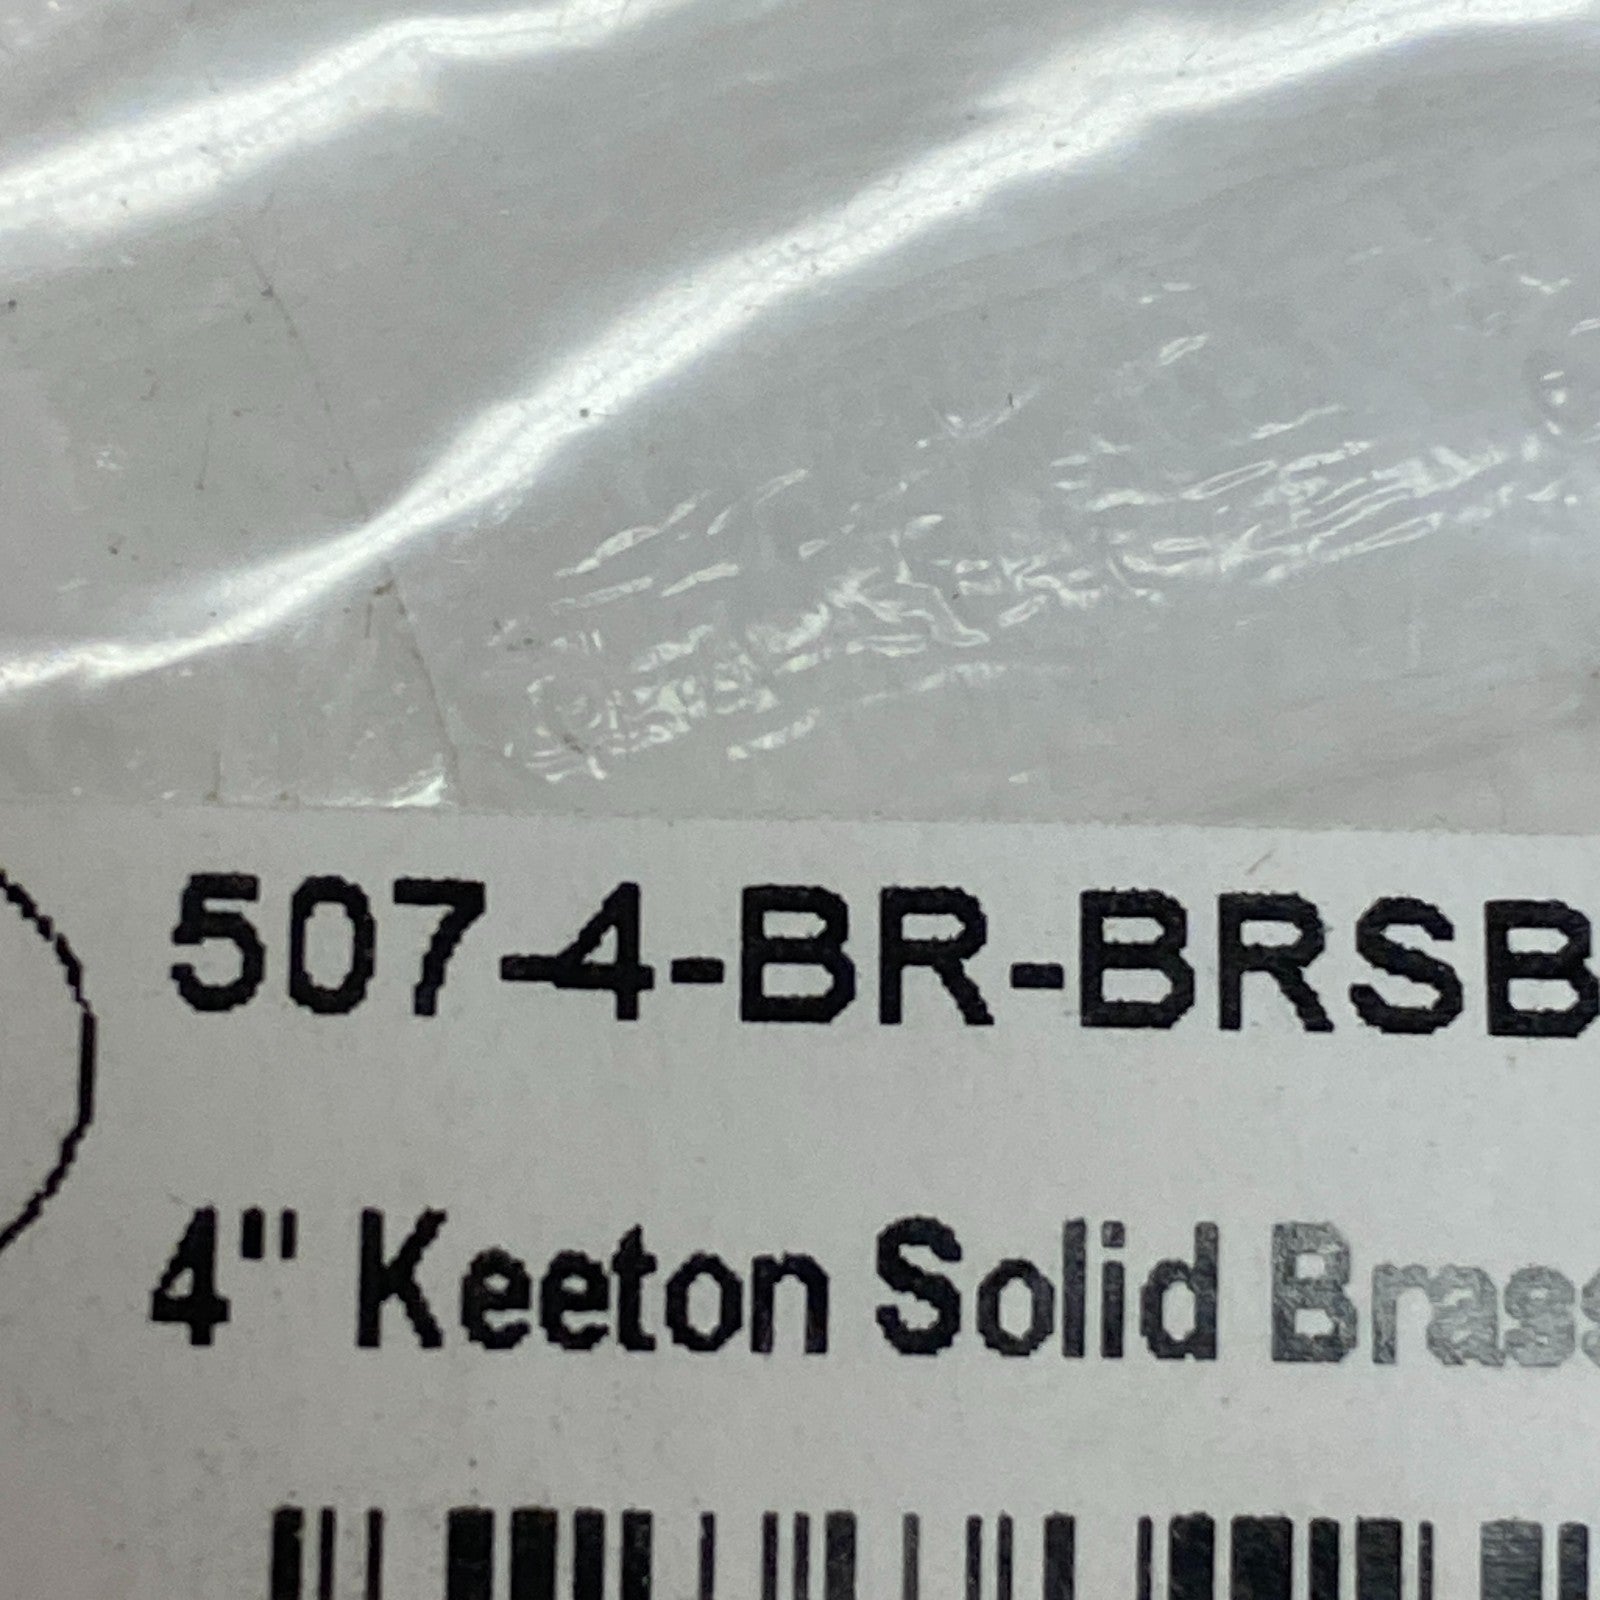 507-4-BR-BRSB
4" Keeton Solid Brass